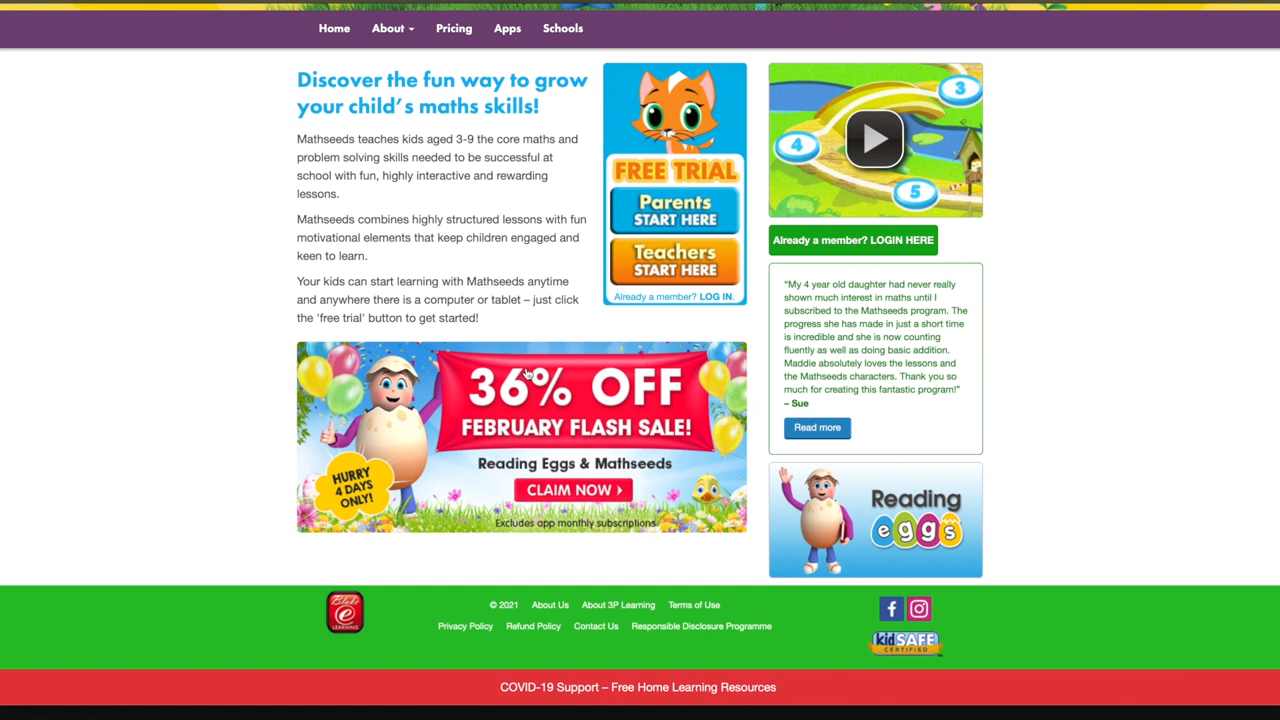 Home About Pricing Apps Schools
Discover the fun way to grow
your child's maths skills!
Mathseeds teaches kids aged 3-9 the core maths and
problem solving skills needed to be successful at
school with fun, highly interactive and rewarding
lessons.
Mathseeds combines highly structured lessons with fun
motivational elements that keep children engaged and
keen to learn.
Your kids can start learning with Mathseeds anytime
and anywhere there is a computer or tablet – just click
the 'free trial' button to get started!
FREE TRIAL
Parents
START HERE
Teachers
START HERE
Already a member? LOG IN.
3
4
5
Already a member? LOGIN HERE
“My 4 year old daughter had never really
shown much interest in maths until I
subscribed to the Mathseeds program. The
progress she has made in just a short time
is incredible and she is now counting
fluently as well as doing basic addition.
Maddie absolutely loves the lessons and
the Mathseeds characters. Thank you so
much for creating this fantastic program!”
– Sue
Read more
36% OFF
FEBRUARY FLASH SALE!
Reading Eggs & Mathseeds
CLAIM NOW
Excludes app monthly subscriptions
HURRY
4 DAYS
ONLY!
Reading
eggs
Blake
e
LEARNING
© 2021 About Us About 3P Learning Terms of Use
Privacy Policy Refund Policy Contact Us Responsible Disclosure Programme
f
kidSAFE
CERTIFIED
COVID-19 Support – Free Home Learning Resources